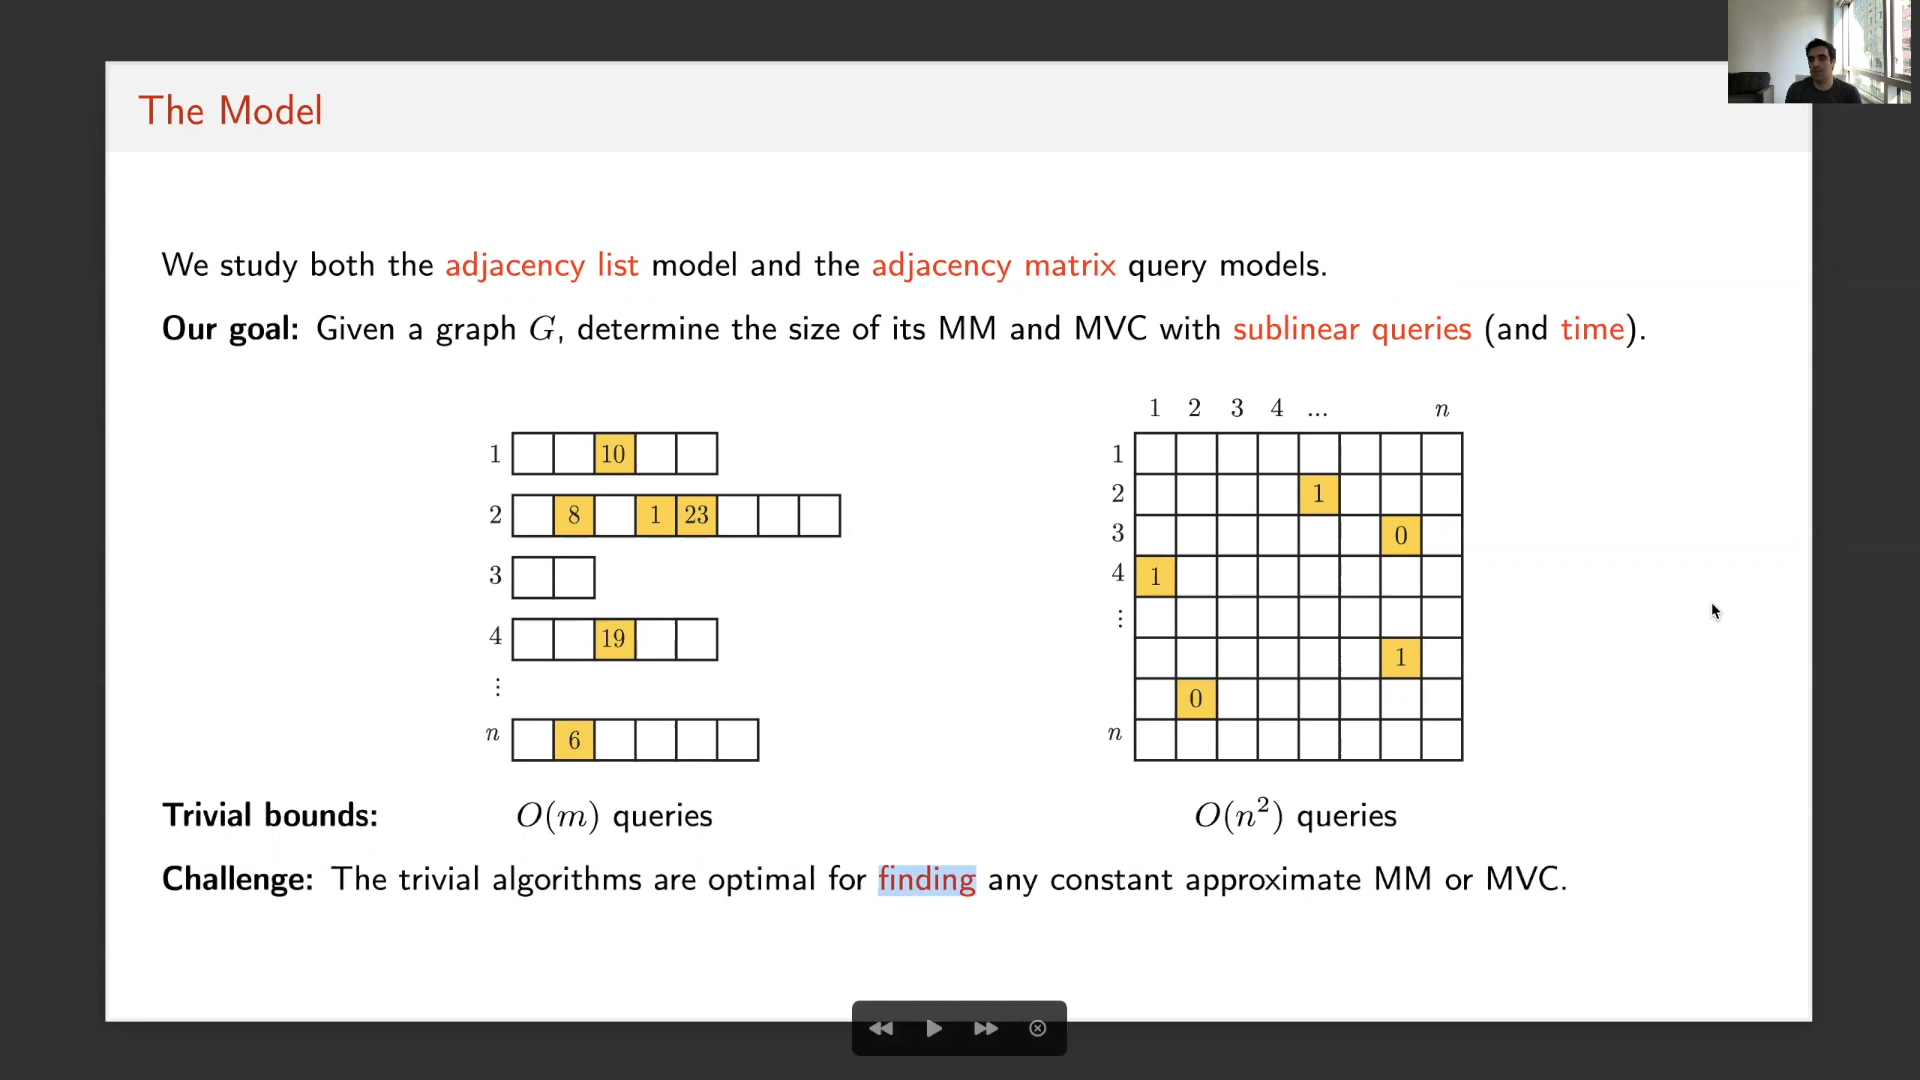 The Model
We study both the adjacency list model and the adjacency matrix query models.
Our goal: Given a graph G, determine the size of its MM and MVC with sublinear queries (and time).
1 10
2 8 1 23
3
4 19
⋮
n 6
1 2 3 4 ... n
1
2 1
3 0
4 1
⋮
1
0
n
Trivial bounds: O(m) queries O(n²) queries
Challenge: The trivial algorithms are optimal for finding any constant approximate MM or MVC.